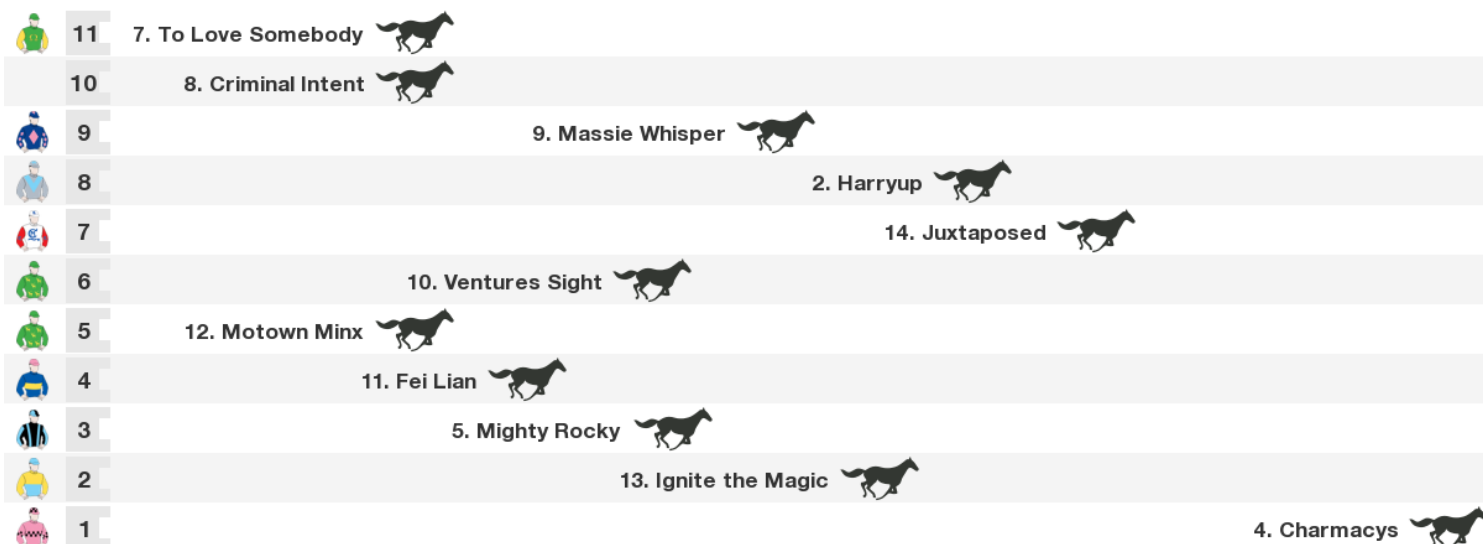 11 7. To Love Somebody
10 8. Criminal Intent
9 9. Massie Whisper
8 2. Harryup
7 14. Juxtaposed
6 10. Ventures Sight
5 12. Motown Minx
4 11. Fei Lian
3 5. Mighty Rocky
2 13. Ignite the Magic
1 4. Charmacys